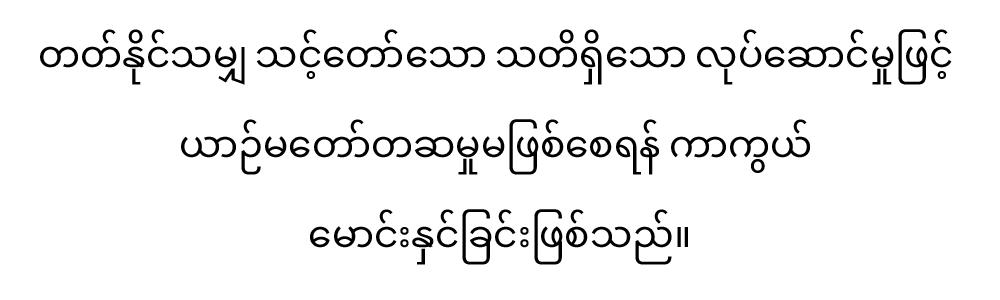 တတ်နိုင်သမျှ သင့်တော်သော သတိရှိသော လုပ်ဆောင်မှုဖြင့်
ယာဉ်မတော်တဆမှုမဖြစ်စေရန် ကာကွယ်
မောင်းနှင်ခြင်းဖြစ်သည်။